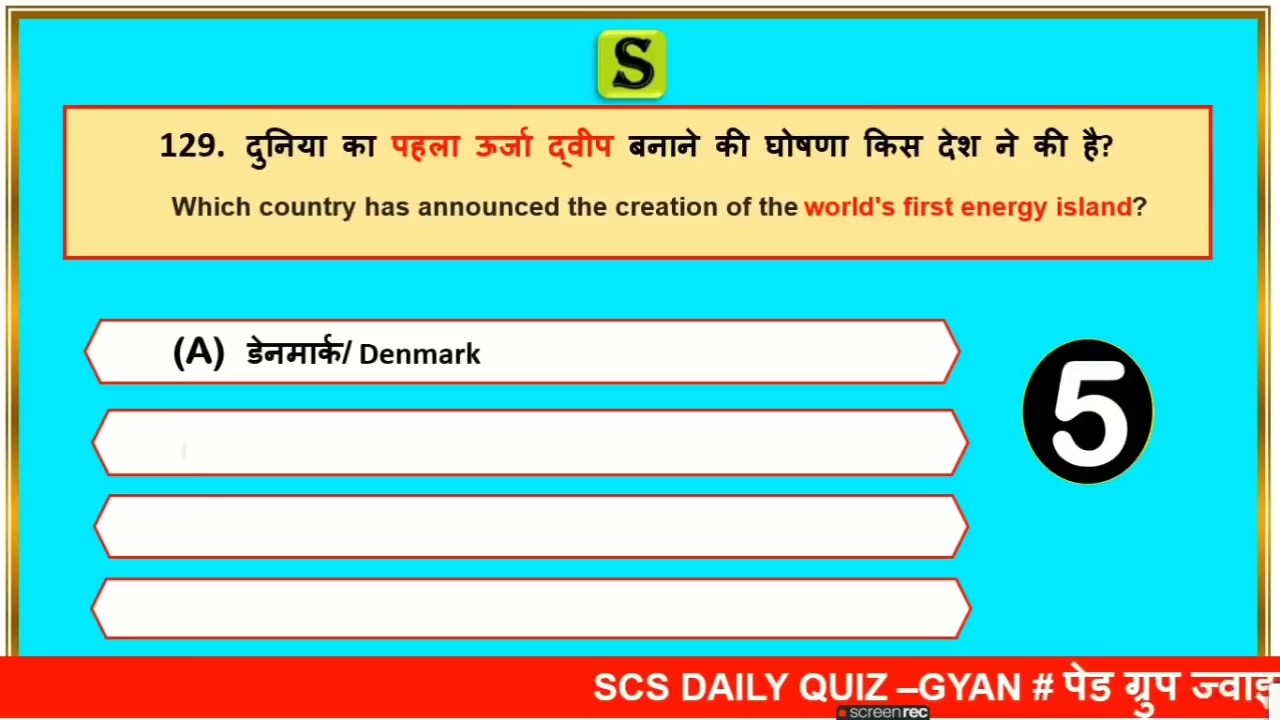 S
129. दुनिया का पहला ऊर्जा द्वीप बनाने की घोषणा किस देश ने की है?
Which country has announced the creation of the world's first energy island?
(A) डेनमार्क/ Denmark
5
SCS DAILY QUIZ –GYAN # पेड ग्रुप ज्वाइ
screenrec